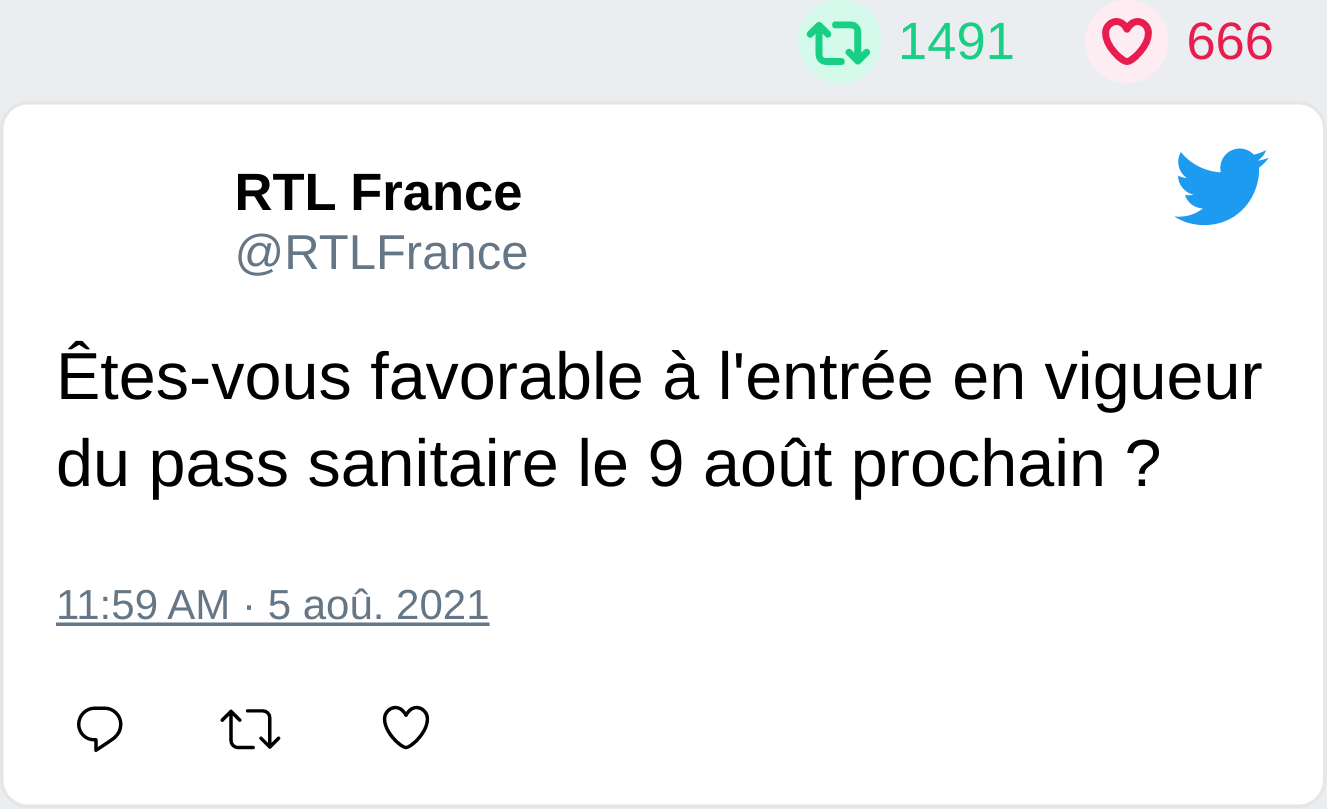 1491 666
RTL France
@RTLFrance
Êtes-vous favorable à l'entrée en vigueur
du pass sanitaire le 9 août prochain ?
11:59 AM · 5 aoû. 2021